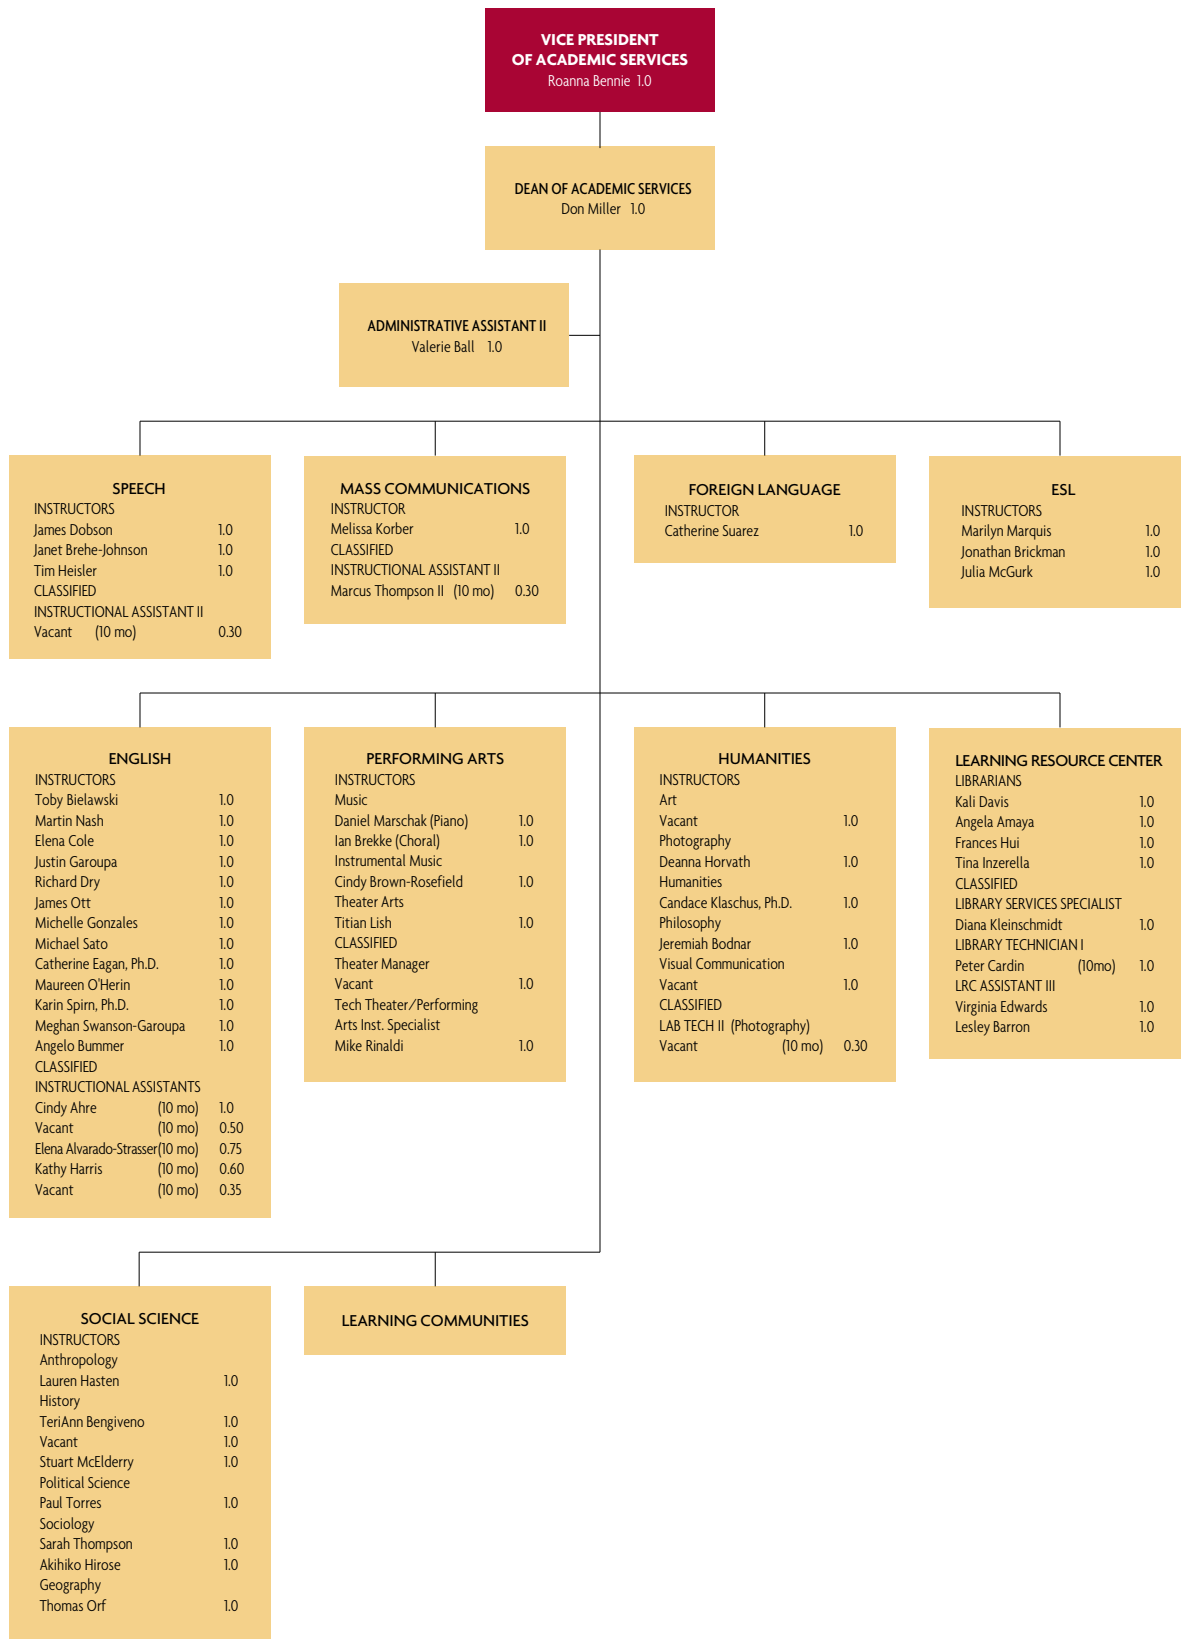 VICE PRESIDENT
OF ACADEMIC SERVICES
Roanna Bennie 1.0
DEAN OF ACADEMIC SERVICES
Don Miller 1.0
ADMINISTRATIVE ASSISTANT II
Valerie Ball 1.0
SPEECH
INSTRUCTORS
James Dobson 1.0
Janet Brehe-Johnson 1.0
Tim Heisler 1.0
CLASSIFIED
INSTRUCTIONAL ASSISTANT II
Vacant (10 mo) 0.30
MASS COMMUNICATIONS
INSTRUCTOR
Melissa Korber 1.0
CLASSIFIED
INSTRUCTIONAL ASSISTANT II
Marcus Thompson II (10 mo) 0.30
FOREIGN LANGUAGE
INSTRUCTOR
Catherine Suarez 1.0
ESL
INSTRUCTORS
Marilyn Marquis 1.0
Jonathan Brickman 1.0
Julia McGurk 1.0
ENGLISH
INSTRUCTORS
Toby Bielawski 1.0
Martin Nash 1.0
Elena Cole 1.0
Justin Garoupa 1.0
Richard Dry 1.0
James Ott 1.0
Michelle Gonzales 1.0
Michael Sato 1.0
Catherine Eagan, Ph.D. 1.0
Maureen O'Herin 1.0
Karin Spirn, Ph.D. 1.0
Meghan Swanson-Garoupa 1.0
Angelo Bummer 1.0
CLASSIFIED
INSTRUCTIONAL ASSISTANTS
Cindy Ahre (10 mo) 1.0
Vacant (10 mo) 0.50
Elena Alvarado-Strasser(10 mo) 0.75
Kathy Harris (10 mo) 0.60
Vacant (10 mo) 0.35
PERFORMING ARTS
INSTRUCTORS
Music
Daniel Marschak (Piano) 1.0
Ian Brekke (Choral) 1.0
Instrumental Music
Cindy Brown-Rosefield 1.0
Theater Arts
Titian Lish 1.0
CLASSIFIED
Theater Manager
Vacant 1.0
Tech Theater/Performing
Arts Inst. Specialist
Mike Rinaldi 1.0
HUMANITIES
INSTRUCTORS
Art
Vacant 1.0
Photography
Deanna Horvath 1.0
Humanities
Candace Klaschus, Ph.D. 1.0
Philosophy
Jeremiah Bodnar 1.0
Visual Communication
Vacant 1.0
CLASSIFIED
LAB TECH II (Photography)
Vacant (10 mo) 0.30
LEARNING RESOURCE CENTER
LIBRARIANS
Kali Davis 1.0
Angela Amaya 1.0
Frances Hui 1.0
Tina Inzerella 1.0
CLASSIFIED
LIBRARY SERVICES SPECIALIST
Diana Kleinschmidt 1.0
LIBRARY TECHNICIAN I
Peter Cardin (10mo) 1.0
LRC ASSISTANT III
Virginia Edwards 1.0
Lesley Barron 1.0
SOCIAL SCIENCE
INSTRUCTORS
Anthropology
Lauren Hasten 1.0
History
TeriAnn Bengiveno 1.0
Vacant 1.0
Stuart McElderry 1.0
Political Science
Paul Torres 1.0
Sociology
Sarah Thompson 1.0
Akihiko Hirose 1.0
Geography
Thomas Orf 1.0
LEARNING COMMUNITIES